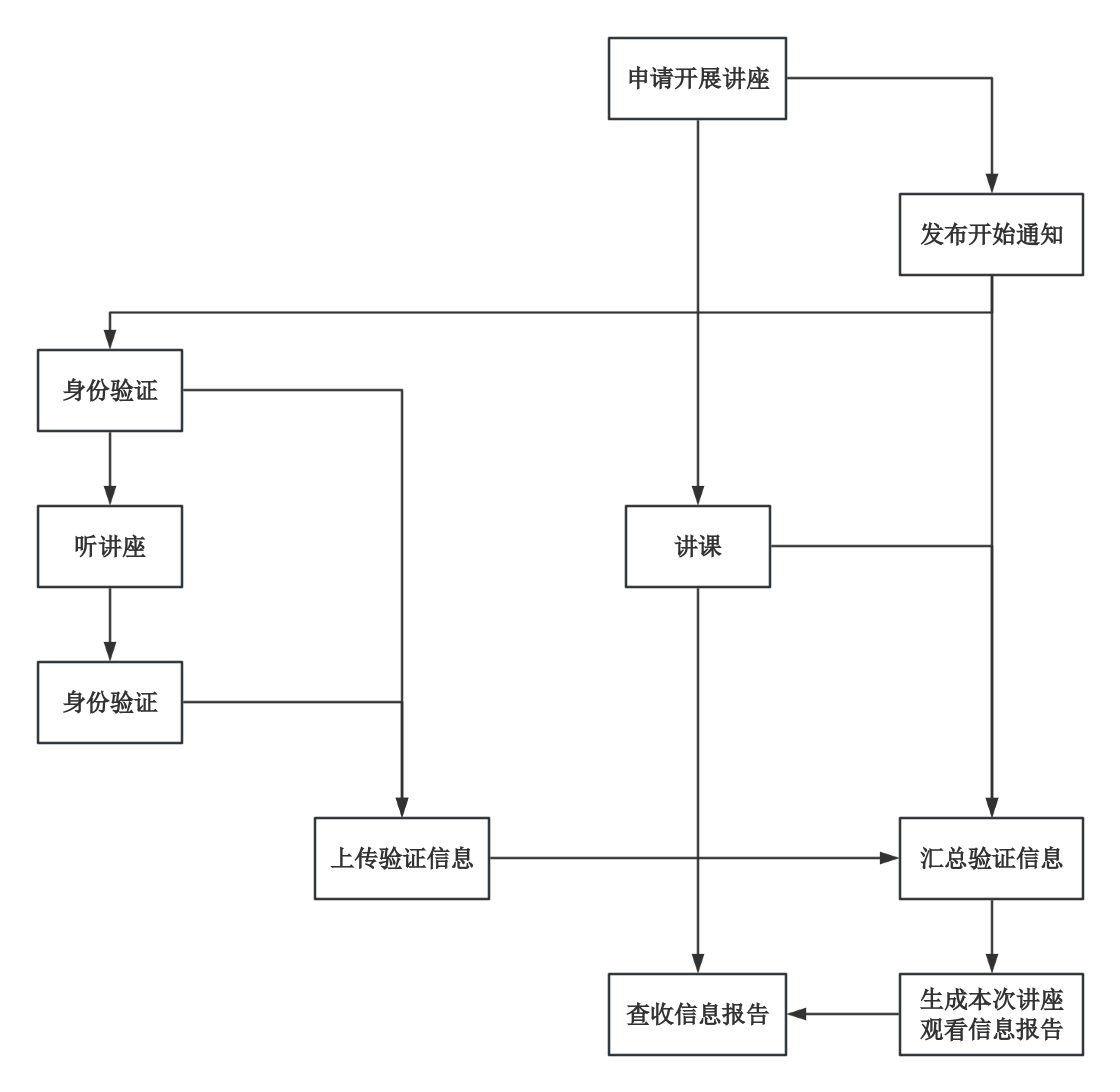 申请开展讲座
发布开始通知
身份验证
听讲座
讲课
身份验证
上传验证信息
汇总验证信息
查收信息报告
生成本次讲座
观看信息报告